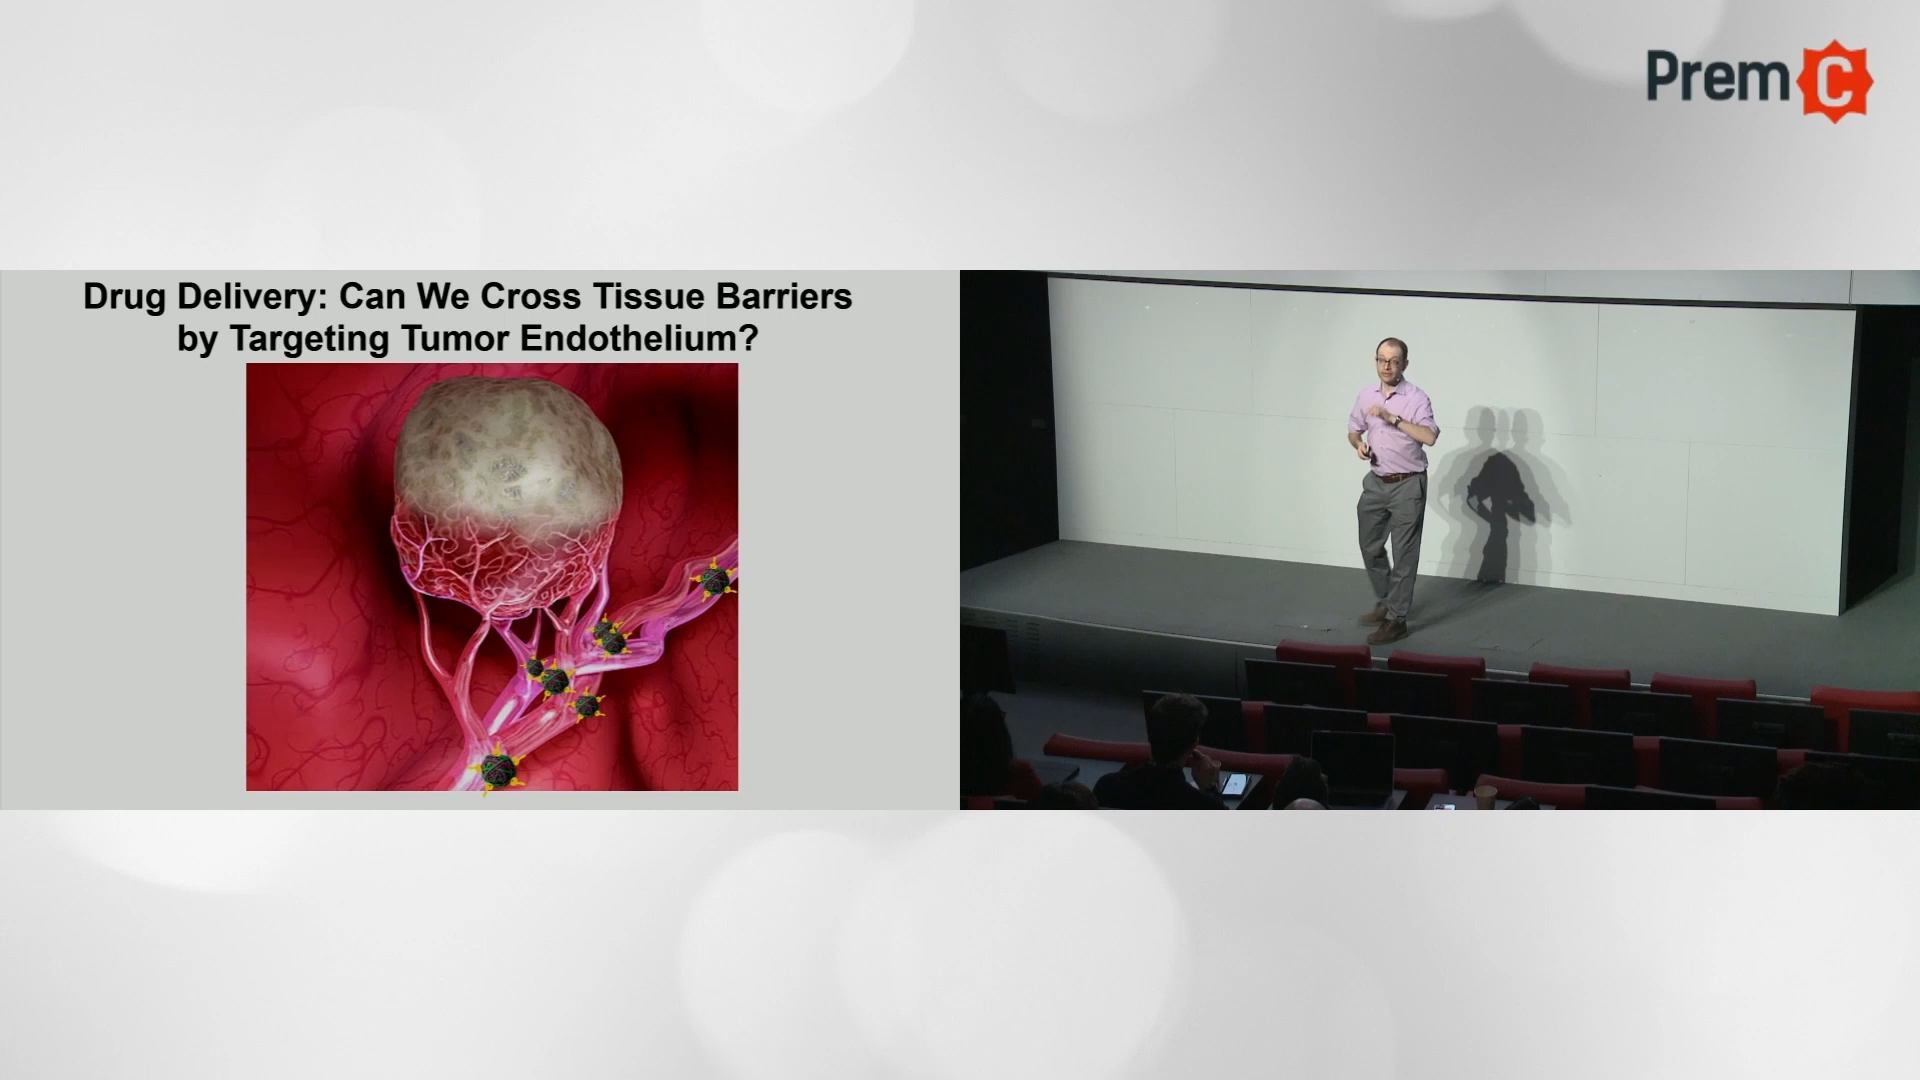 Prem C
Drug Delivery: Can We Cross Tissue Barriers
by Targeting Tumor Endothelium?